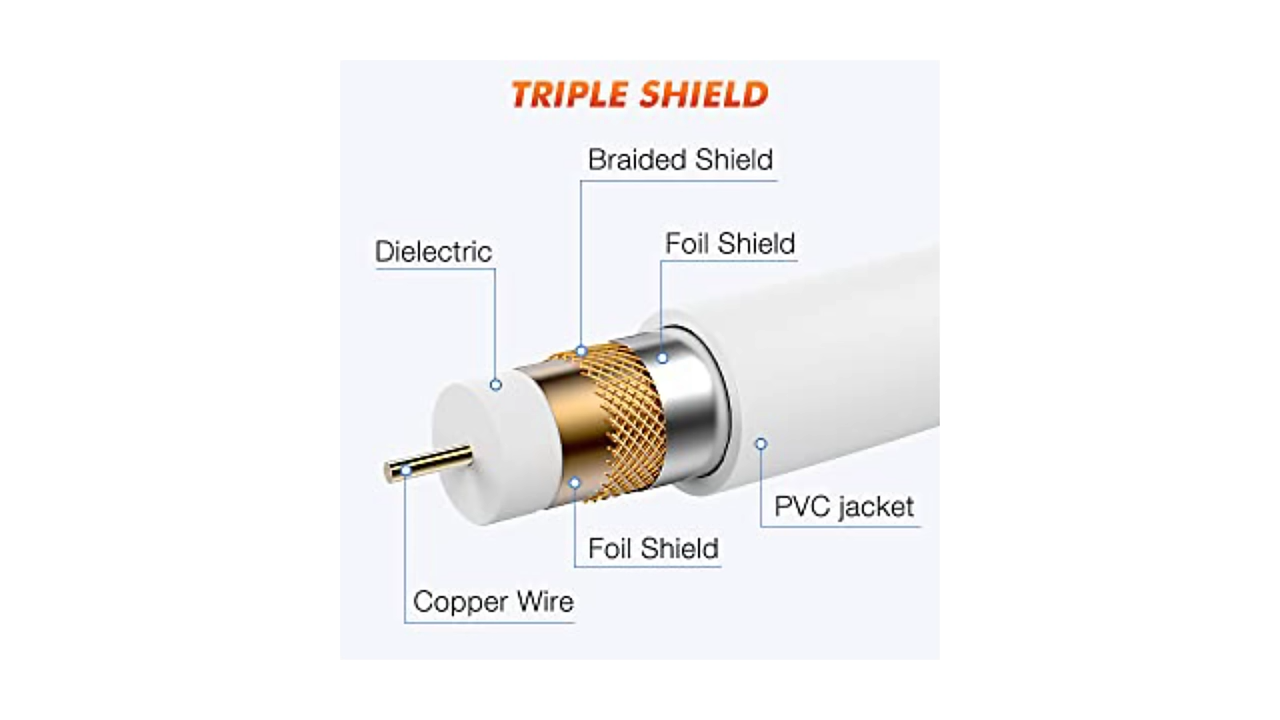 TRIPLE SHIELD
Braided Shield
Dielectric
Foil Shield
PVC jacket
Foil Shield
Copper Wire